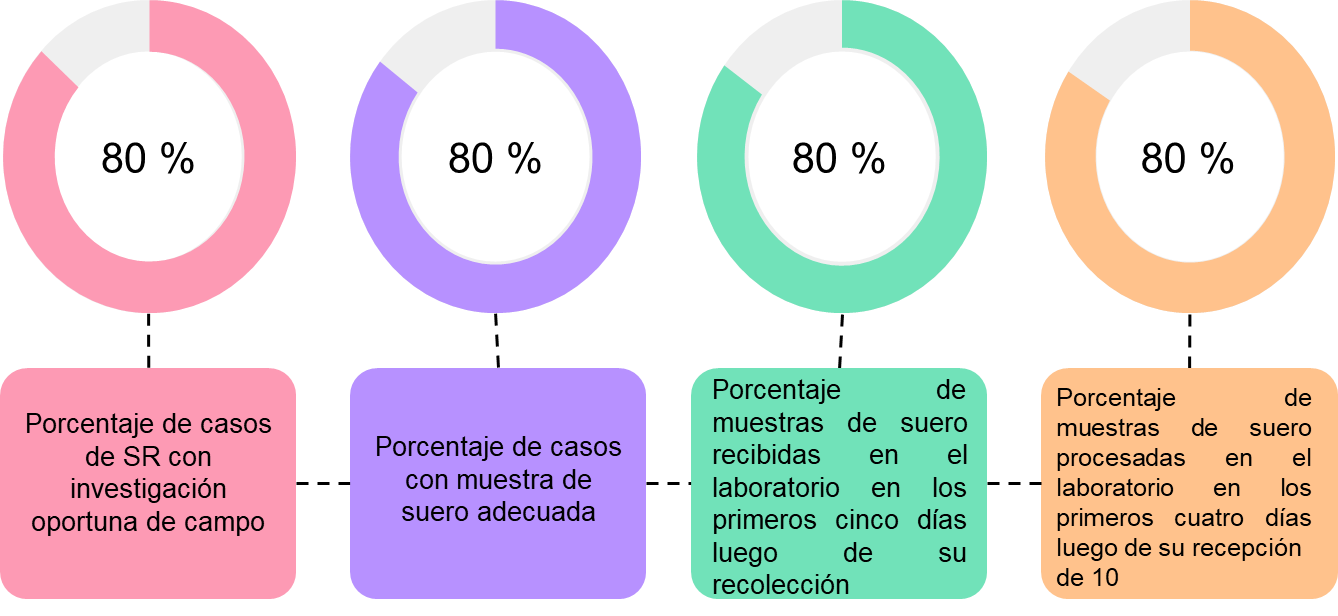 80 %
80 %
80 %
80 %
Porcentaje de casos
de SR con
investigación
oportuna de campo
Porcentaje de casos
con muestra de
suero adecuada
Porcentaje de
muestras de suero
recibidas en el
laboratorio en los
primeros cinco días
luego de su
recolección
Porcentaje de
muestras de suero
procesadas en el
laboratorio en los
primeros cuatro días
luego de su recepción
de 10